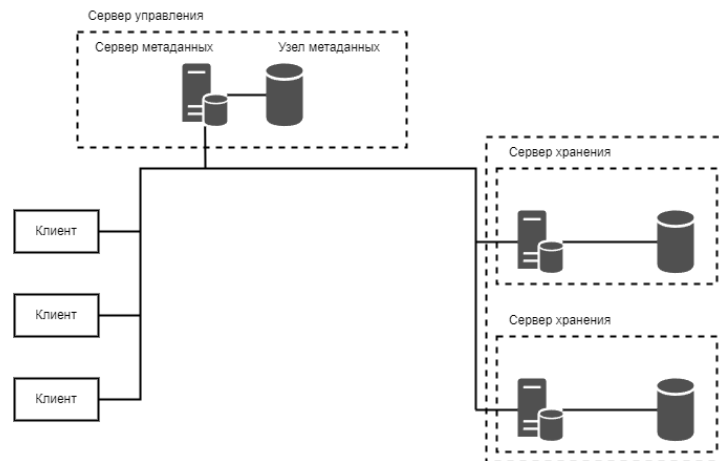 Сервер управления
Сервер метаданных
Узел метаданных
Сервер хранения
Клиент
Клиент
Сервер хранения
Клиент